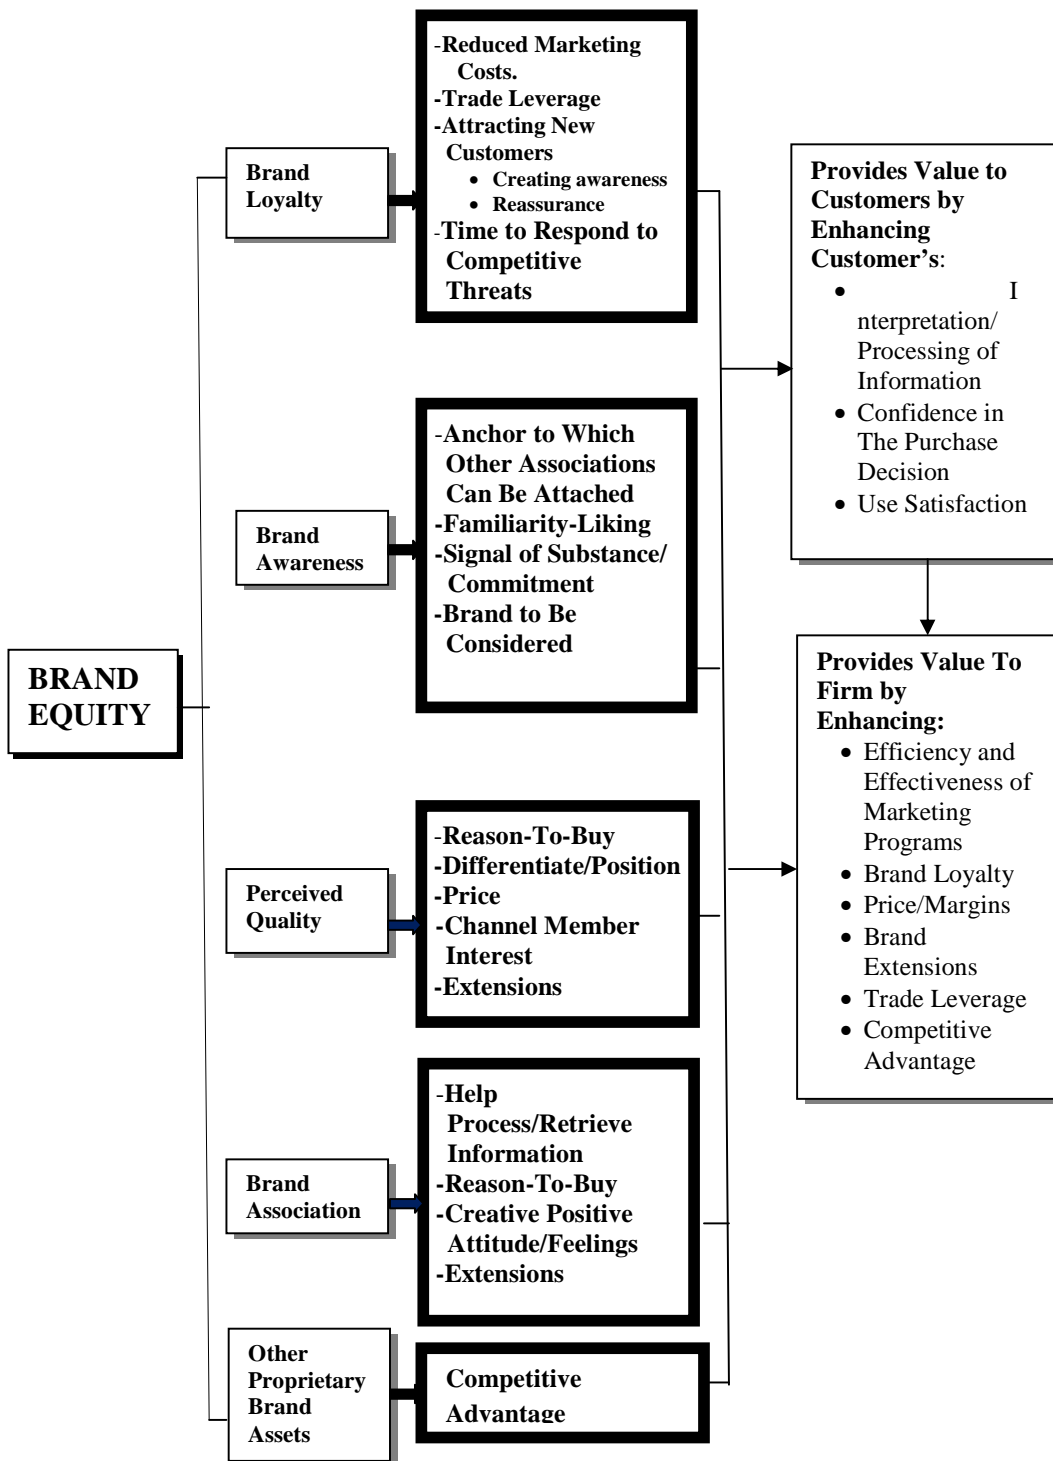 BRAND
EQUITY
Brand
Loyalty
-Reduced Marketing
Costs.
-Trade Leverage
-Attracting New
Customers
• Creating awareness
• Reassurance
-Time to Respond to
Competitive
Threats
Brand
Awareness
-Anchor to Which
Other Associations
Can Be Attached
-Familiarity-Liking
-Signal of Substance/
Commitment
-Brand to Be
Considered
Perceived
Quality
-Reason-To-Buy
-Differentiate/Position
-Price
-Channel Member
Interest
-Extensions
Brand
Association
-Help
Process/Retrieve
Information
-Reason-To-Buy
-Creative Positive
Attitude/Feelings
-Extensions
Other
Proprietary
Brand
Assets
Competitive
Advantage
Provides Value to
Customers by
Enhancing
Customer’s:
• I
nterpretation/
Processing of
Information
• Confidence in
The Purchase
Decision
• Use Satisfaction
Provides Value To
Firm by
Enhancing:
• Efficiency and
Effectiveness of
Marketing
Programs
• Brand Loyalty
• Price/Margins
• Brand
Extensions
• Trade Leverage
• Competitive
Advantage